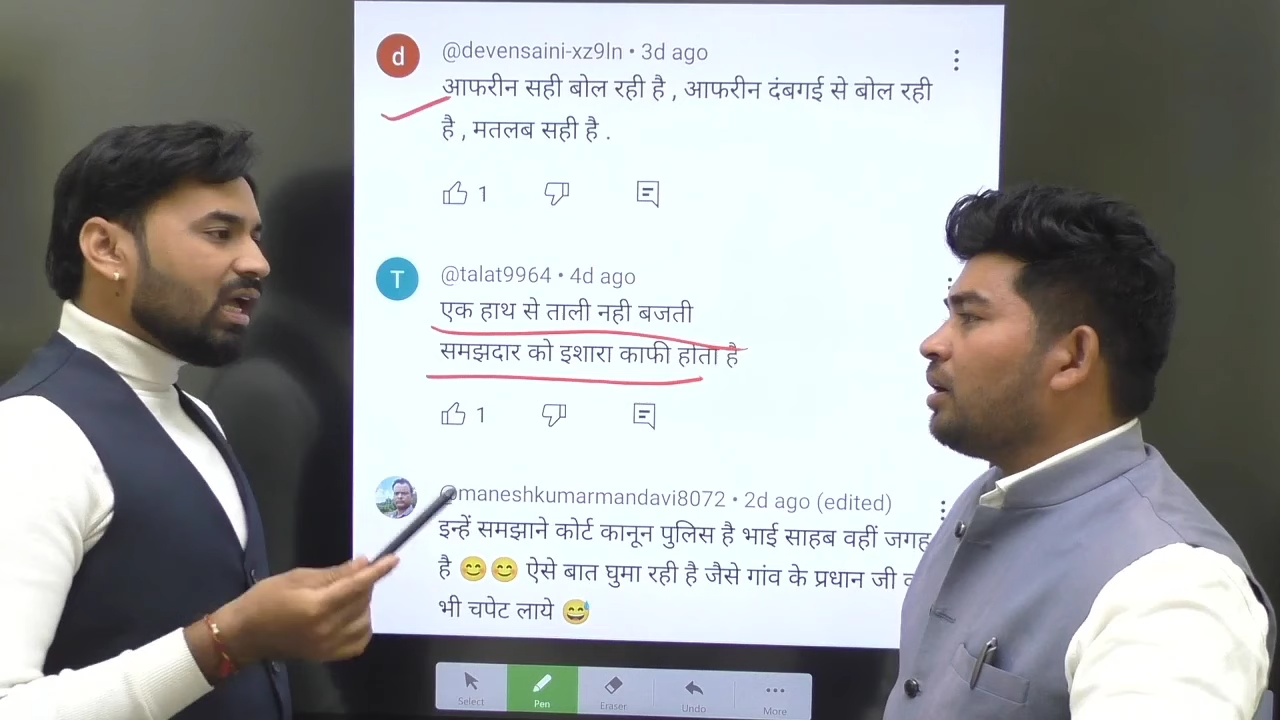 d
@devensaini-xz9ln • 3d ago
आफरीन सही बोल रही है , आफरीन दंबगई से बोल रही
है , मतलब सही है .
1
T
@talat9964 • 4d ago
एक हाथ से ताली नही बजती
समझदार को इशारा काफी होता है
1
@maneshkumarmandavi8072 • 2d ago (edited)
इन्हें समझाने कोर्ट कानून पुलिस है भाई साहब वहीं जगह
है 😊😊 ऐसे बात घुमा रही है जैसे गांव के प्रधान जी
भी चपेट लाये 😅
Select
Pen
Eraser
Undo
More